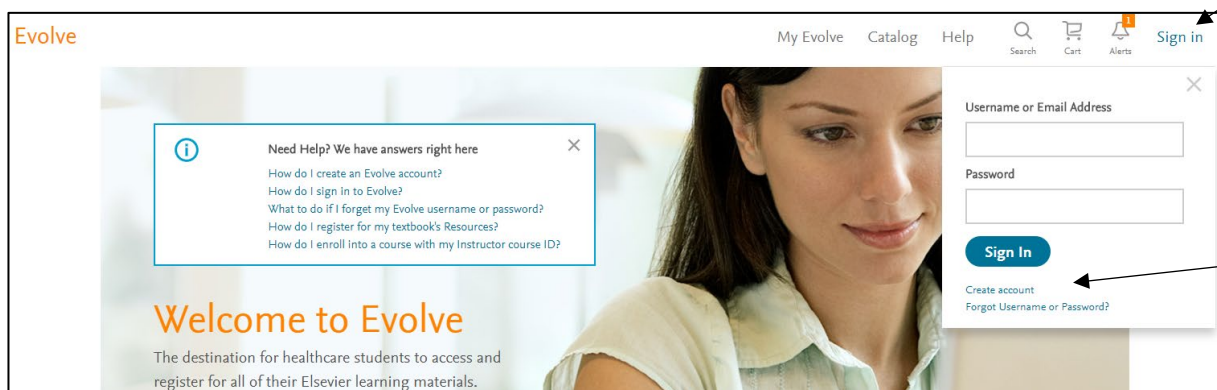 Evolve
My Evolve Catalog Help Search Cart 1 Alerts Sign in
Need Help? We have answers right here
How do I create an Evolve account?
How do I sign in to Evolve?
What to do if I forget my Evolve username or password?
How do I register for my textbook's Resources?
How do I enroll into a course with my Instructor course ID?
Welcome to Evolve
The destination for healthcare students to access and
register for all of their Elsevier learning materials.
Username or Email Address
Password
Sign In
Create account
Forgot Username or Password?